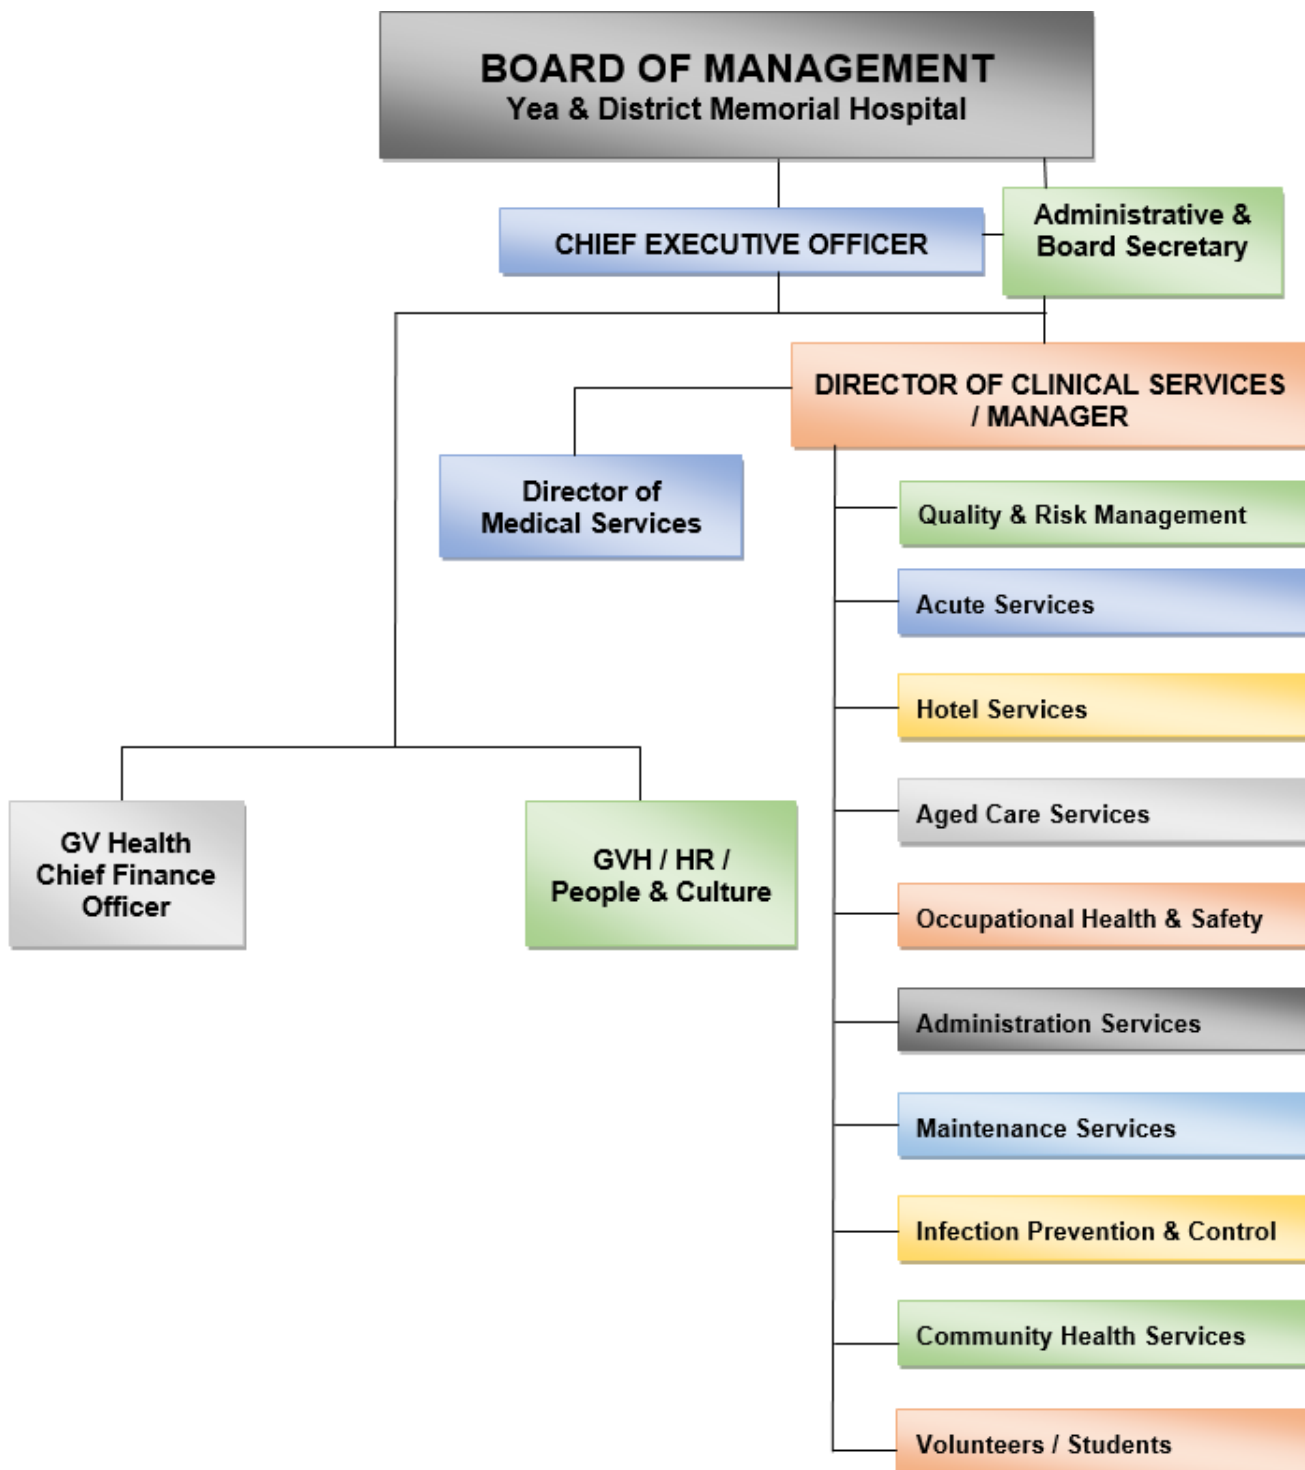 BOARD OF MANAGEMENT
Yea & District Memorial Hospital
CHIEF EXECUTIVE OFFICER
Administrative &
Board Secretary
DIRECTOR OF CLINICAL SERVICES
/ MANAGER
Director of
Medical Services
Quality & Risk Management
Acute Services
Hotel Services
Aged Care Services
GV Health
Chief Finance
Officer
GVH / HR /
People & Culture
Occupational Health & Safety
Administration Services
Maintenance Services
Infection Prevention & Control
Community Health Services
Volunteers / Students